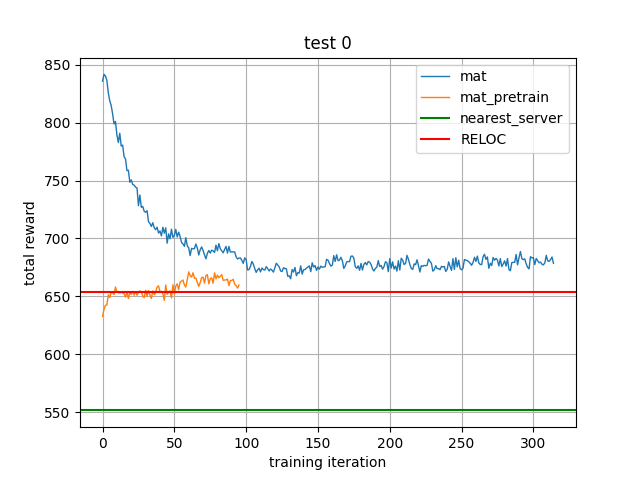 test 0
total reward
850
800
750
700
650
600
550
mat
mat_pretrain
nearest_server
RELOC
0 50 100 150 200 250 300
training iteration